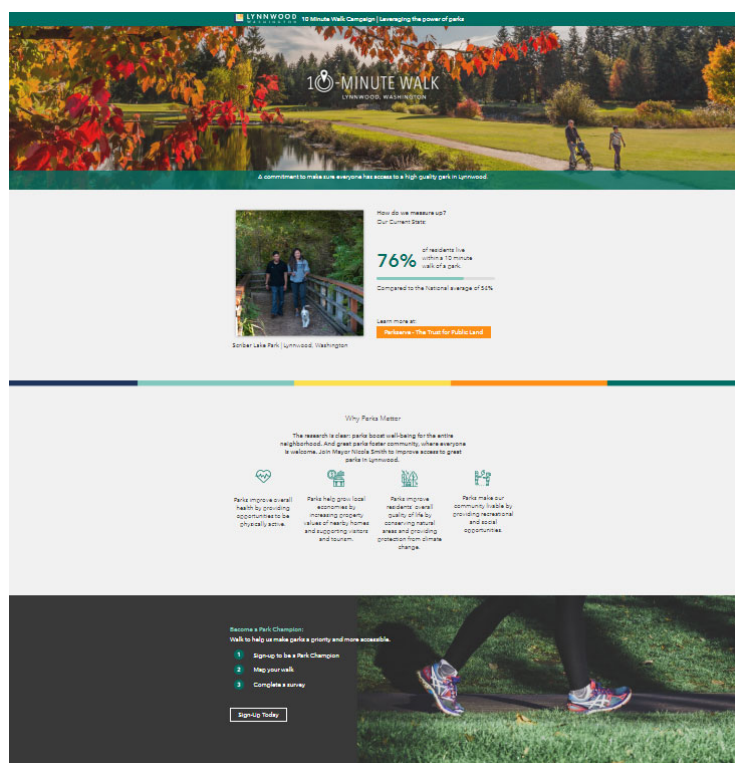 LYNNWOOD
WASHINGTON
10 Minute Walk Campaign | Leveraging the power of parks
10-MINUTE WALK
LYNNWOOD, WASHINGTON
A commitment to make sure everyone has access to a high quality park in Lynnwood.
How do we measure up?
Our Current Stats:
76%
of residents live
within a 10 minute
walk of a park.
Compared to the National average of 54%
Learn more at:
Parkserve - The Trust for Public Land
Scriber Lake Park | Lynnwood, Washington
Why Parks Matter
The research is clear: parks boost well-being for the entire
neighborhood. And great parks foster community, where everyone
is welcome. Join Mayor Nicola Smith to improve access to great
parks in Lynnwood.
Parks improve overall
health by providing
opportunities to be
physically active.
Parks help grow local
economies by
increasing property
values of nearby homes
and supporting visitors
and tourism.
Parks improve
residents' overall
quality of life by
conserving natural
areas and providing
protection from climate
change.
Parks make our
community livable by
providing recreational
and social
opportunities.
Become a Park Champion:
Walk to help us make parks a priority and more accessible.
1 Sign-up to be a Park Champion
2 Map your walk
3 Complete a survey
Sign-Up Today